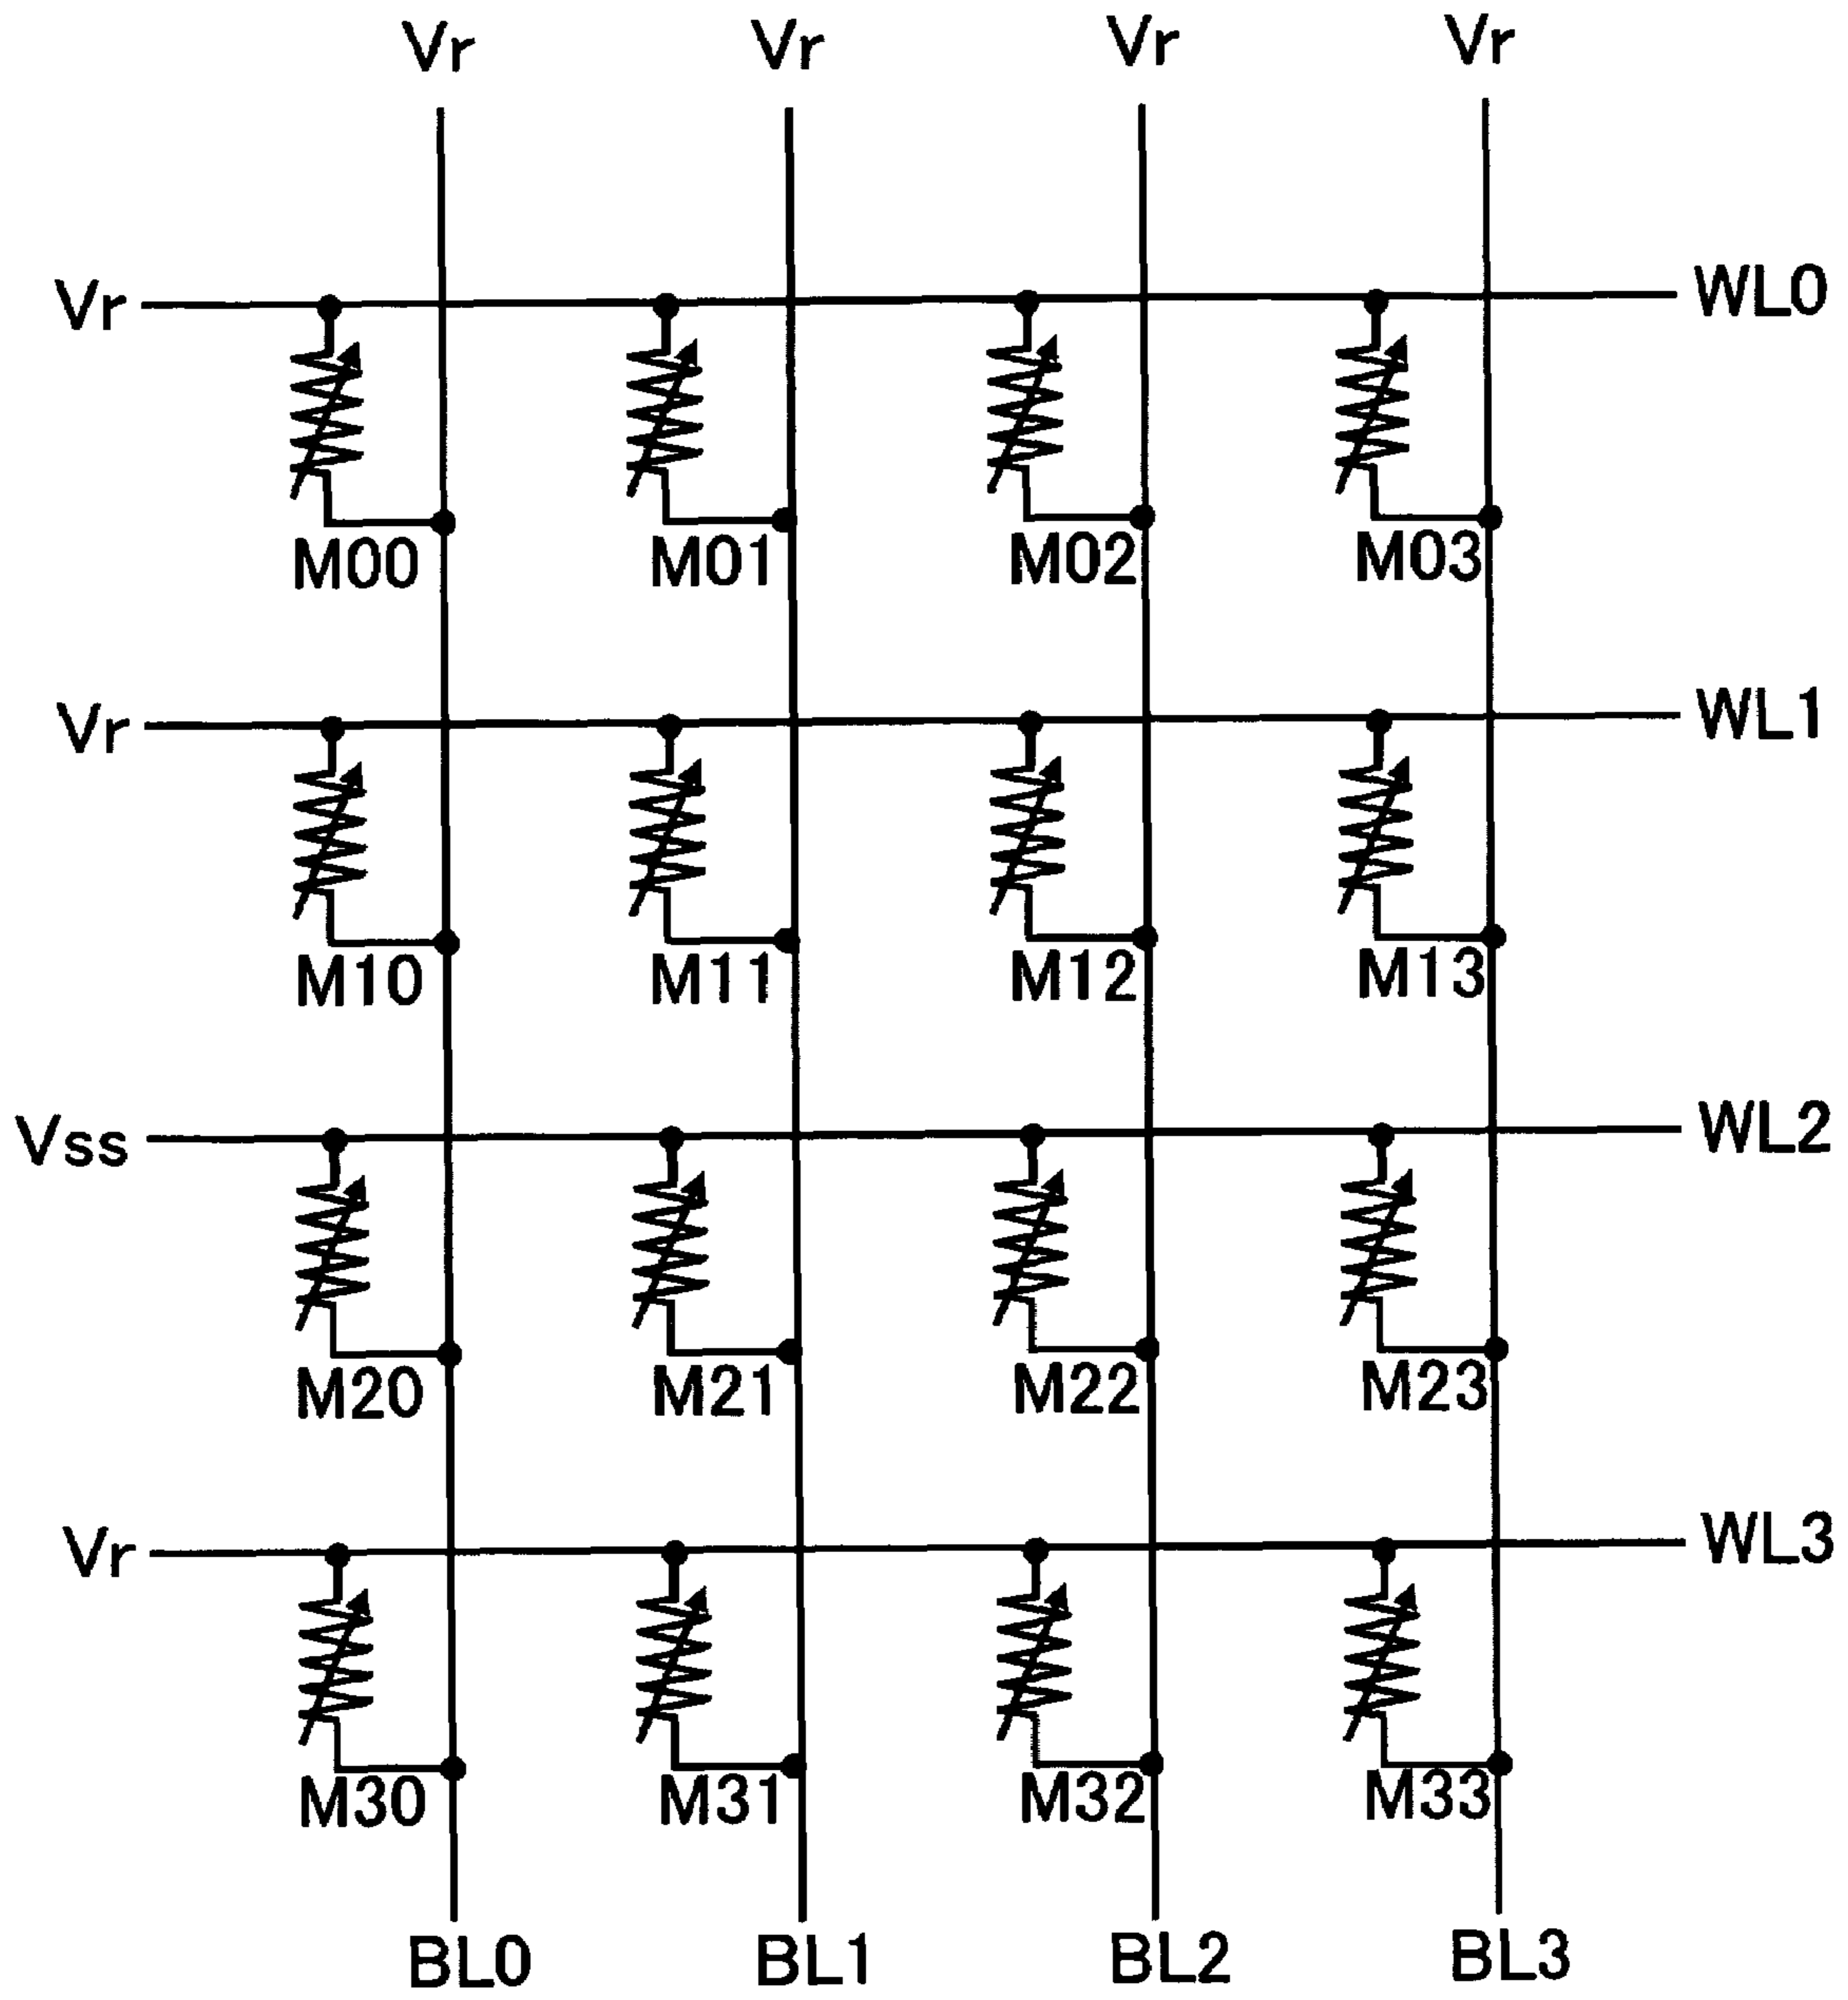 Vr Vr Vr Vr
Vr WL0
M00 M01 M02 M03
Vr WL1
M10 M11 M12 M13
Vss WL2
M20 M21 M22 M23
Vr WL3
M30 M31 M32 M33
BL0 BL1 BL2 BL3